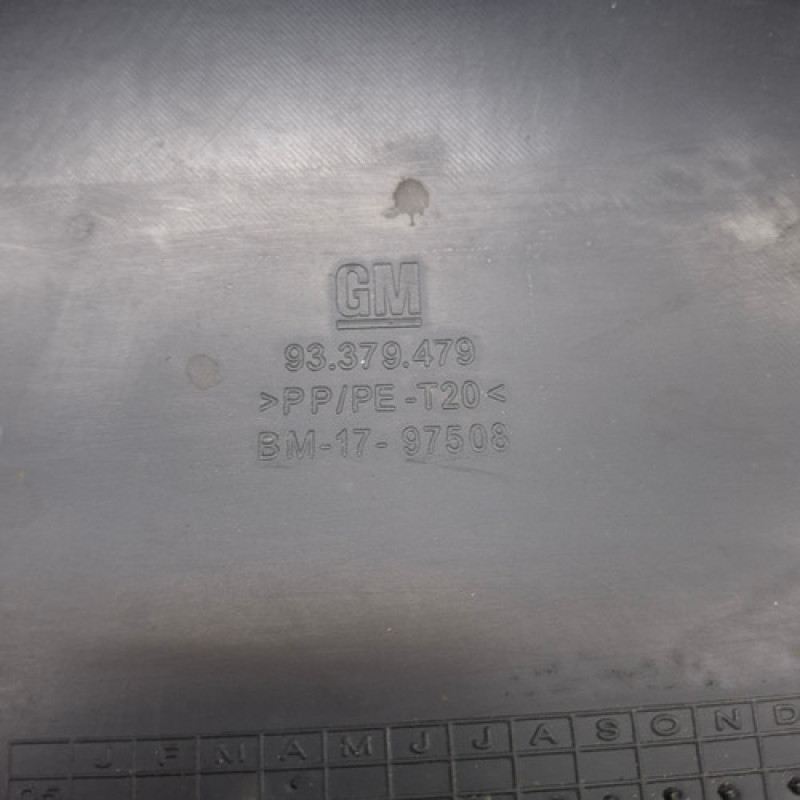 GM
93.379.479
>PP/PE-T20<
BM-17-97508
J F M A M J J A S O N D